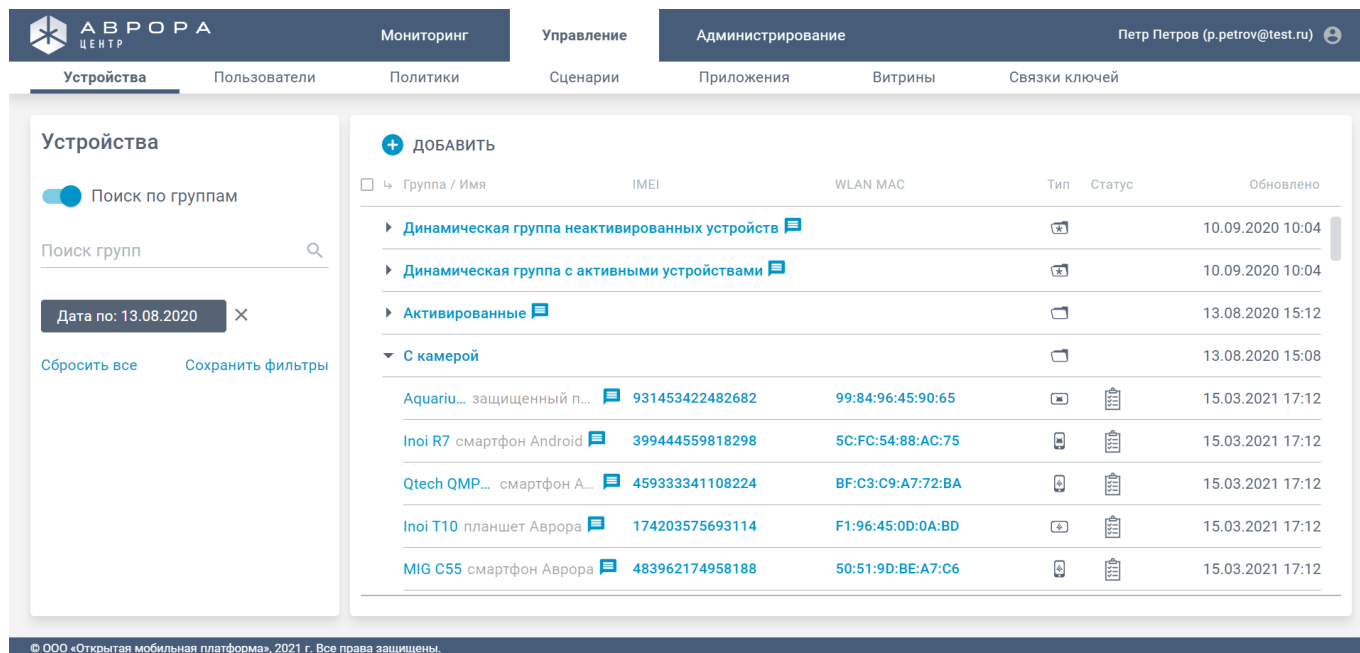 АВРОРА
ЦЕНТР
Мониторинг Управление Администрирование Петр Петров (p.petrov@test.ru)
Устройства Пользователи Политики Сценарии Приложения Витрины Связки ключей
Устройства
Поиск по группам
Поиск групп
Дата по: 13.08.2020
Сбросить все Сохранить фильтры
ДОБАВИТЬ
Группа / Имя IMEI WLAN MAC Тип Статус Обновлено
Динамическая группа неактивированных устройств 10.09.2020 10:04
Динамическая группа с активными устройствами 10.09.2020 10:04
Активированные 13.08.2020 15:12
С камерой 13.08.2020 15:08
Aquariu... защищенный п... 931453422482682 99:84:96:45:90:65 15.03.2021 17:12
Inoi R7 смартфон Android 399444559818298 5C:FC:54:88:AC:75 15.03.2021 17:12
Qtech QMP... смартфон А... 459333341108224 BF:C3:C9:A7:72:BA 15.03.2021 17:12
Inoi T10 планшет Аврора 174203575693114 F1:96:45:0D:0A:BD 15.03.2021 17:12
MIG C55 смартфон Аврора 483962174958188 50:51:9D:BE:A7:C6 15.03.2021 17:12
© ООО «Открытая мобильная платформа», 2021 г. Все права защищены.